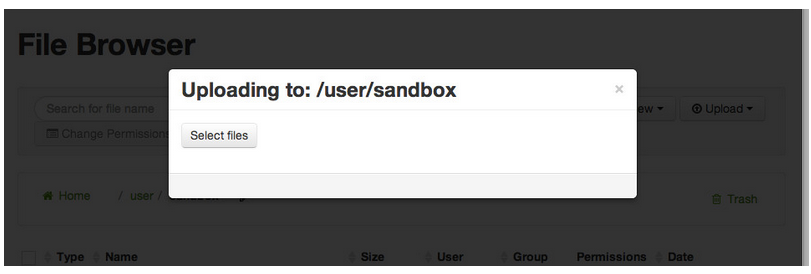 File Browser
Uploading to: /user/sandbox ×
Search for file name
Upload
Change Permissions
Select files
Home / user /
Trash
Type Name Size User Group Permissions Date